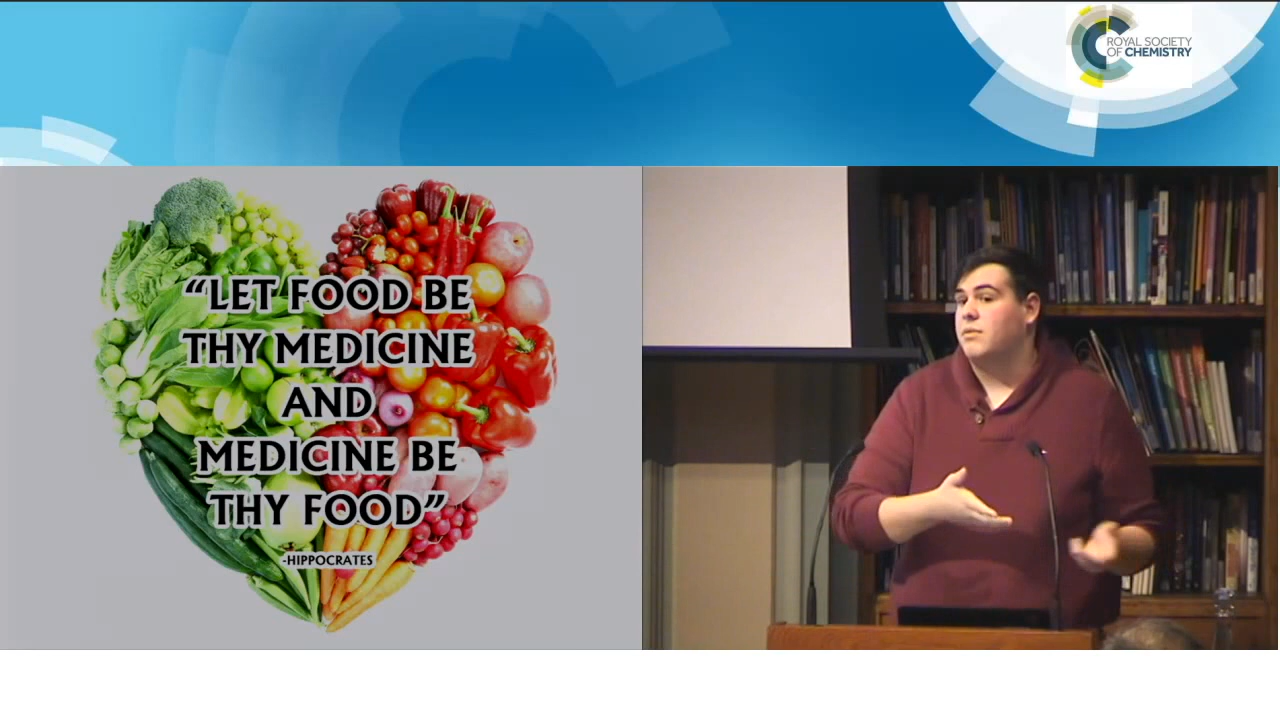 ROYAL SOCIETY
OF CHEMISTRY
“LET FOOD BE
THY MEDICINE
AND
MEDICINE BE
THY FOOD”
-HIPPOCRATES